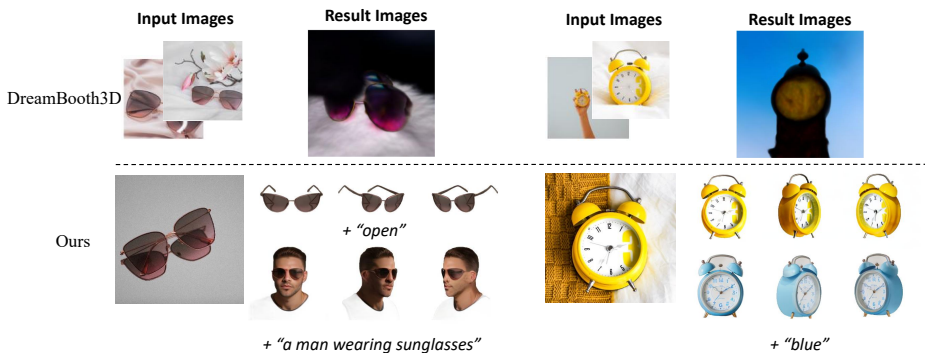 Input Images
Result Images
Input Images
Result Images
DreamBooth3D
Ours
+ “open”
+ “a man wearing sunglasses”
+ “blue”